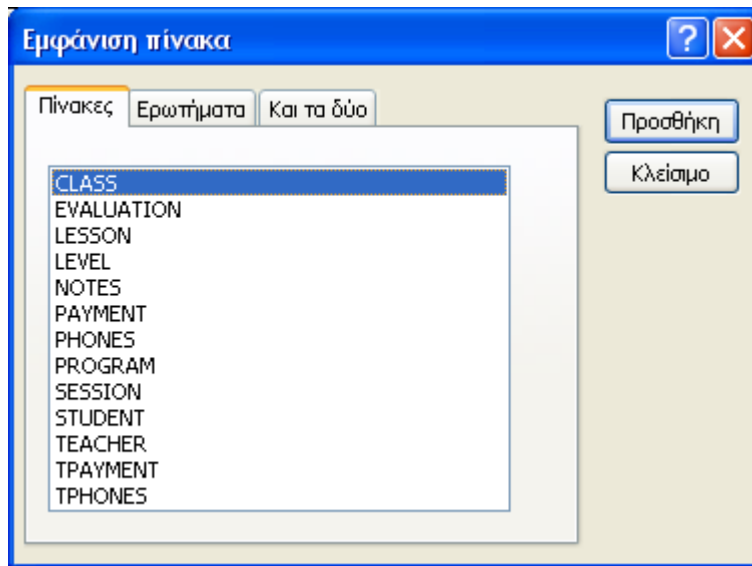 Εμφάνιση πίνακα
Πίνακες Ερωτήματα Και τα δύο
Προσθήκη
Κλείσιμο
CLASS
EVALUATION
LESSON
LEVEL
NOTES
PAYMENT
PHONES
PROGRAM
SESSION
STUDENT
TEACHER
TPAYMENT
TPHONES